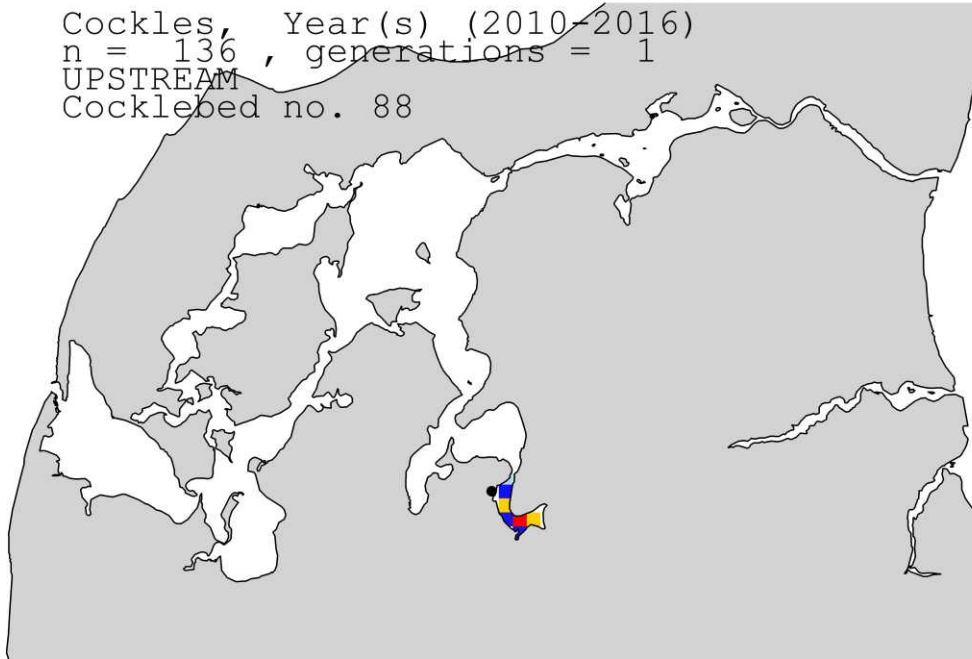 Cockles,   Year(s) (2010-2016)
n =   136 , generations =   1
UPSTREAM
Cocklebed no. 88